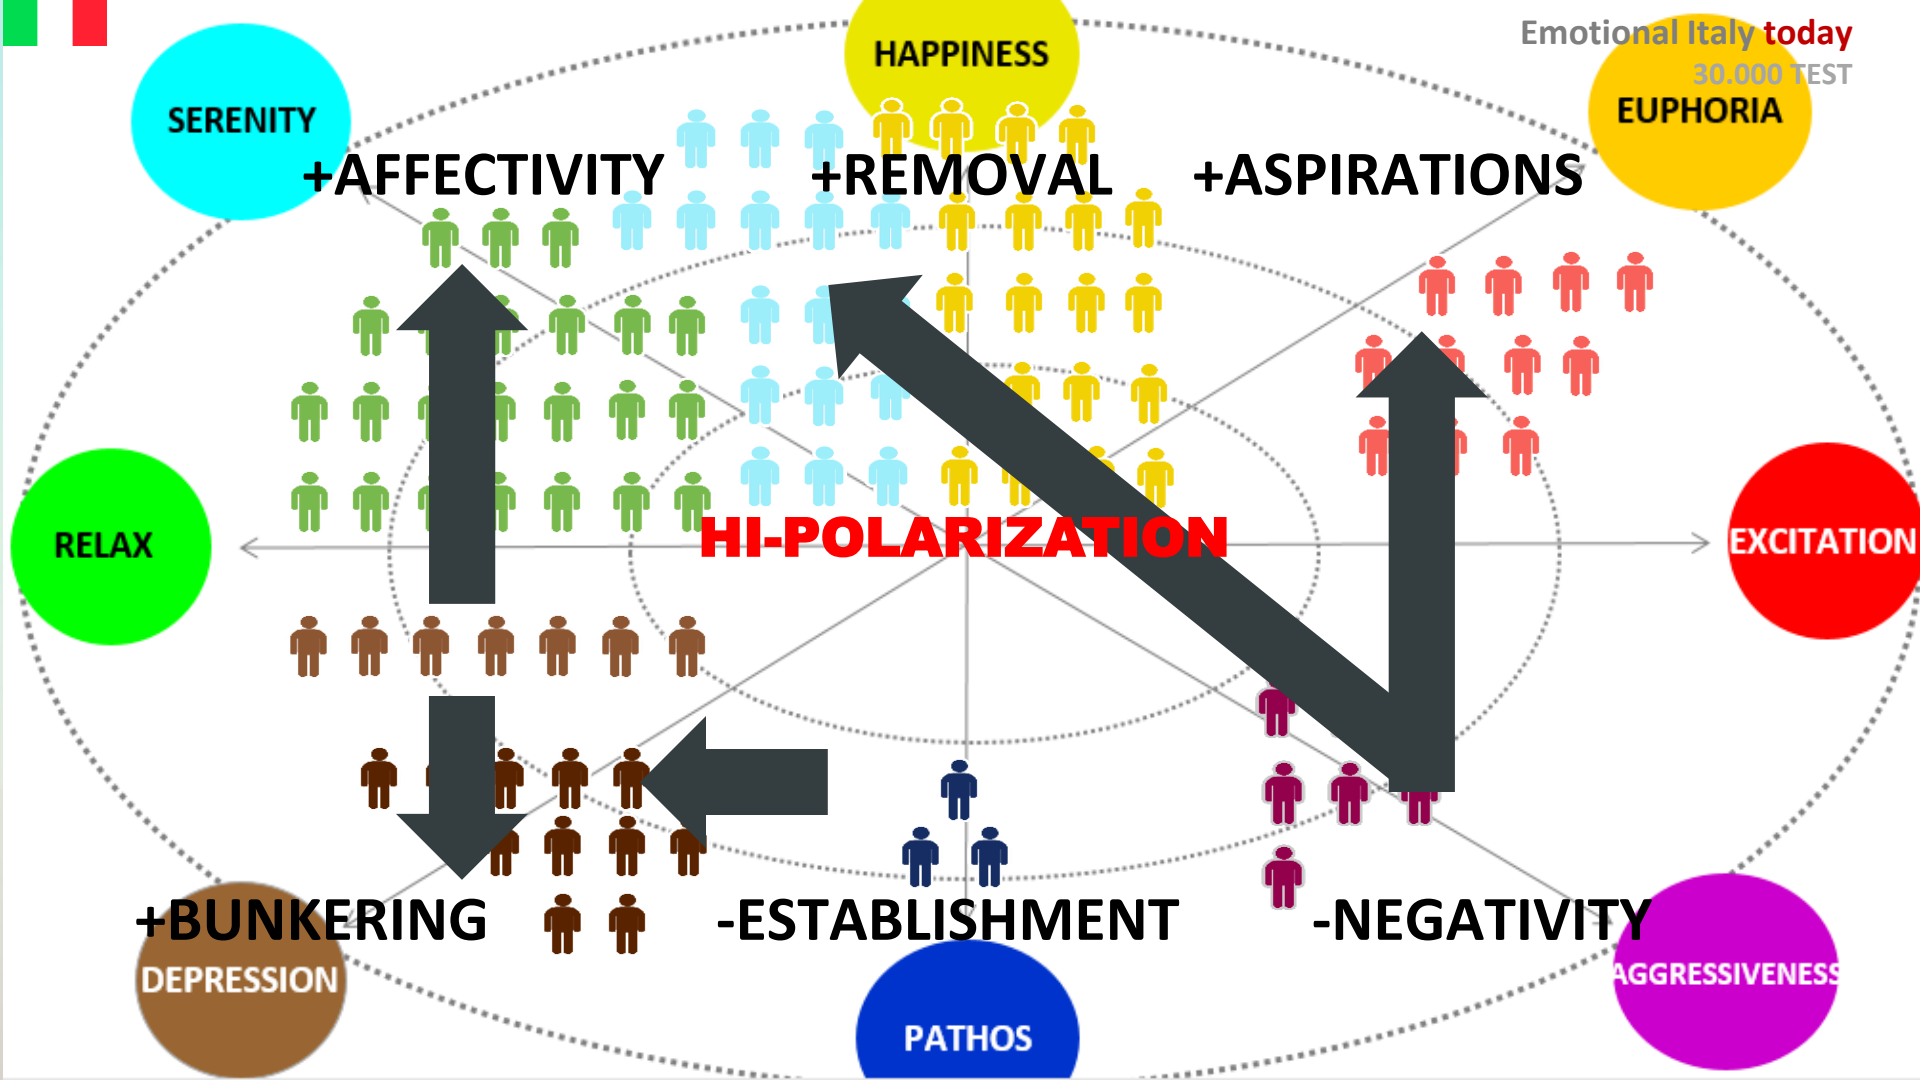 Emotional Italy today
30.000 TEST
HAPPINESS
SERENITY
EUPHORIA
+AFFECTIVITY
+REMOVAL
+ASPIRATIONS
RELAX
HI-POLARIZATION
EXCITATION
+BUNKERING
-ESTABLISHMENT
-NEGATIVITY
DEPRESSION
AGGRESSIVENESS
PATHOS